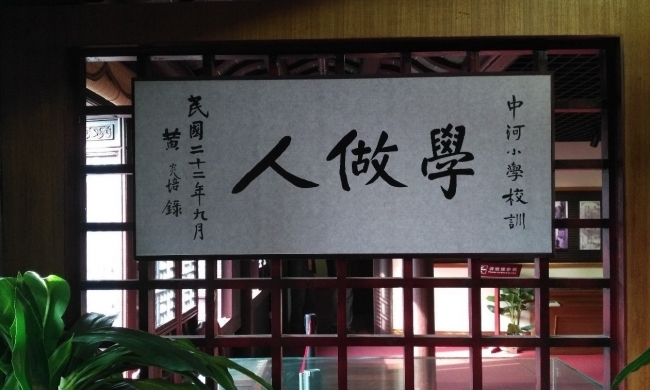 中河小學校訓
學做人
民國二十二年九月
黃炎培錄